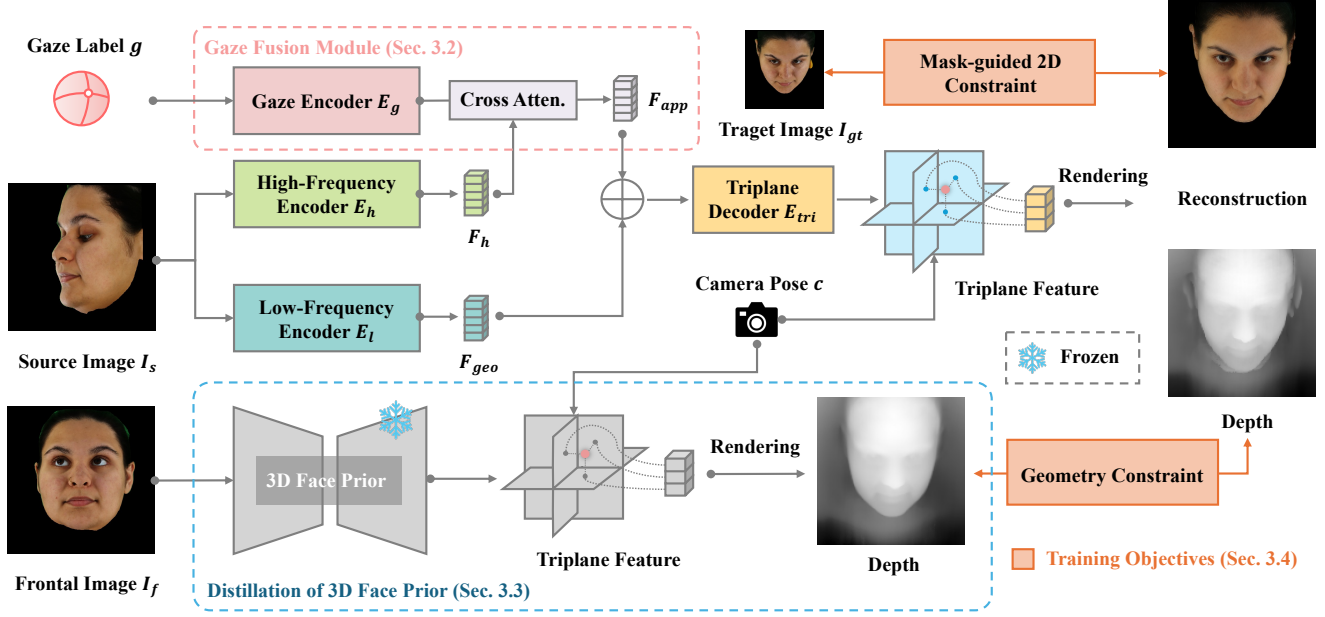 Gaze Label g
Gaze Fusion Module (Sec. 3.2)
Gaze Encoder E_g
Cross Atten.
F_app
Mask-guided 2D
Constraint
Traget Image I_gt
High-Frequency
Encoder E_h
F_h
Triplane
Decoder E_tri
Rendering
Reconstruction
Low-Frequency
Encoder E_l
F_geo
Camera Pose c
Triplane Feature
Source Image I_s
Frozen
3D Face Prior
Rendering
Depth
Geometry Constraint
Triplane Feature
Depth
Frontal Image I_f
Distillation of 3D Face Prior (Sec. 3.3)
Training Objectives (Sec. 3.4)